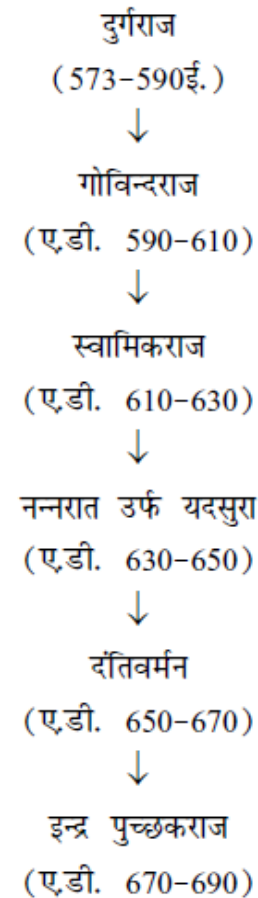 दुर्गराज
(573-590ई.)
↓
गोविन्दराज
(ए.डी. 590-610)
↓
स्वामिकराज
(ए.डी. 610-630)
↓
नन्नरात उर्फ यदसुरा
(ए.डी. 630-650)
↓
दंतिवर्मन
(ए.डी. 650-670)
↓
इन्द्र पुच्छकराज
(ए.डी. 670-690)